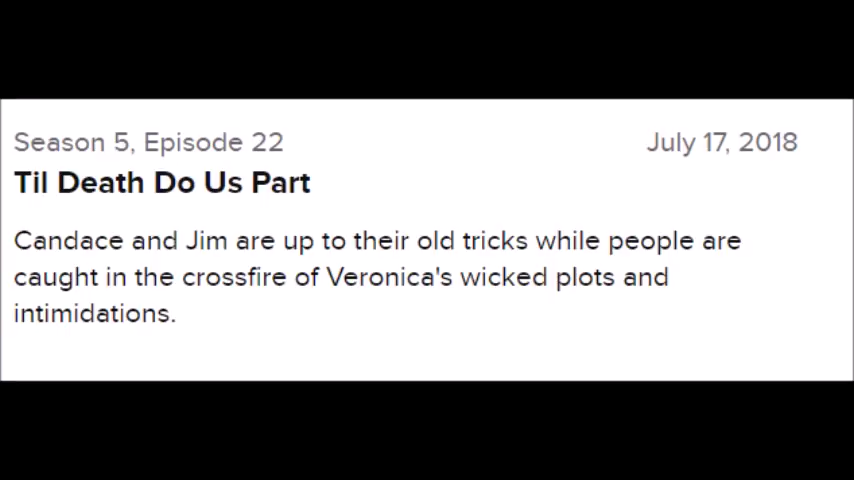 Season 5, Episode 22 July 17, 2018
Til Death Do Us Part
Candace and Jim are up to their old tricks while people are
caught in the crossfire of Veronica's wicked plots and
intimidations.